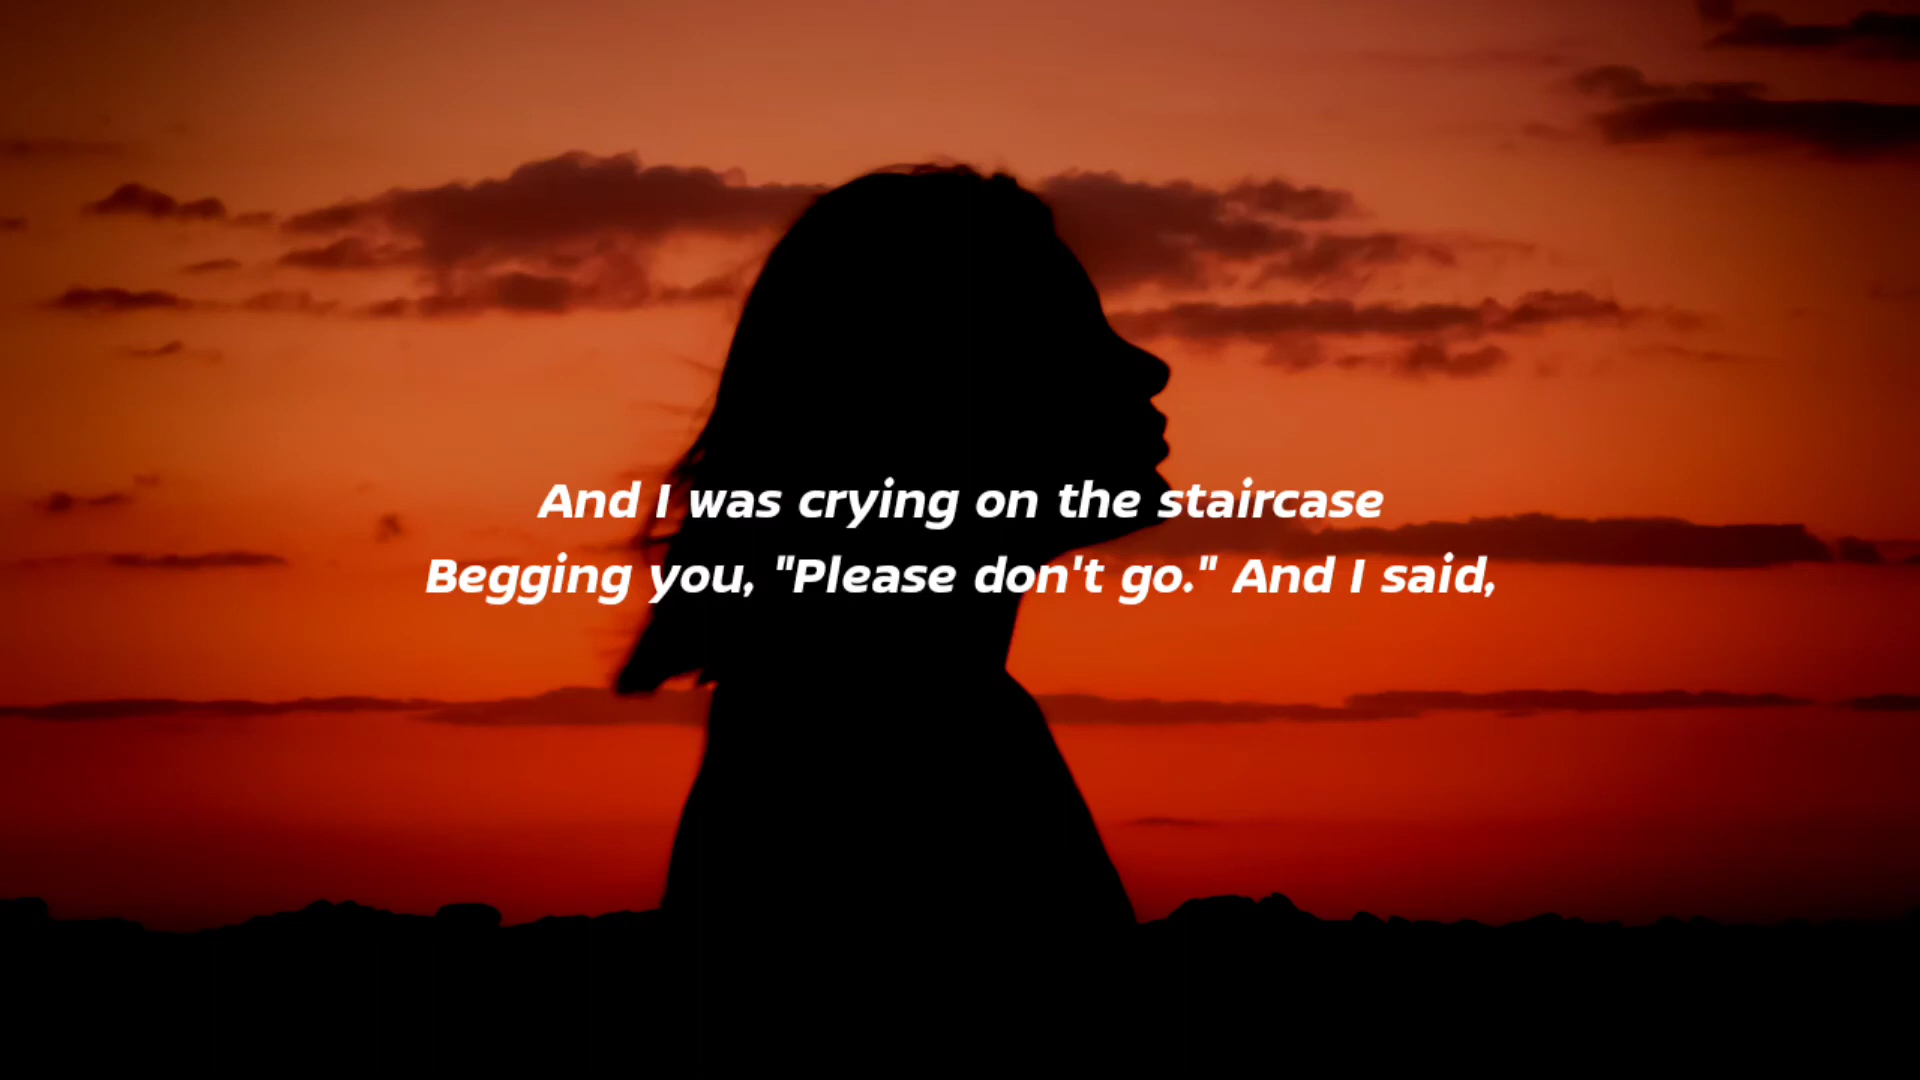 And I was crying on the staircase
Begging you, "Please don't go." And I said,